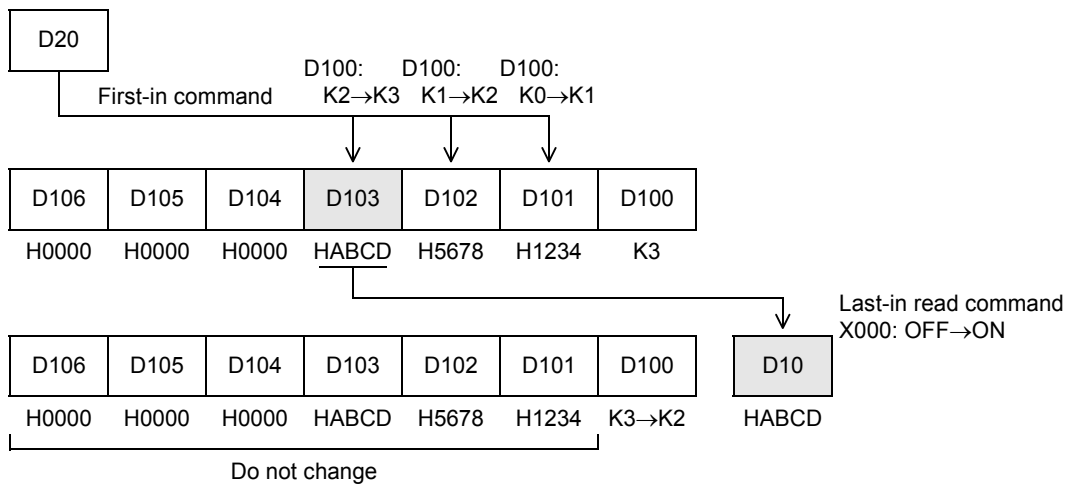 D20
D100: D100: D100:
First-in command K2→K3 K1→K2 K0→K1
D106 D105 D104 D103 D102 D101 D100
H0000 H0000 H0000 HABCD H5678 H1234 K3
Last-in read command
X000: OFF→ON
D106 D105 D104 D103 D102 D101 D100 D10
H0000 H0000 H0000 HABCD H5678 H1234 K3→K2 HABCD
Do not change